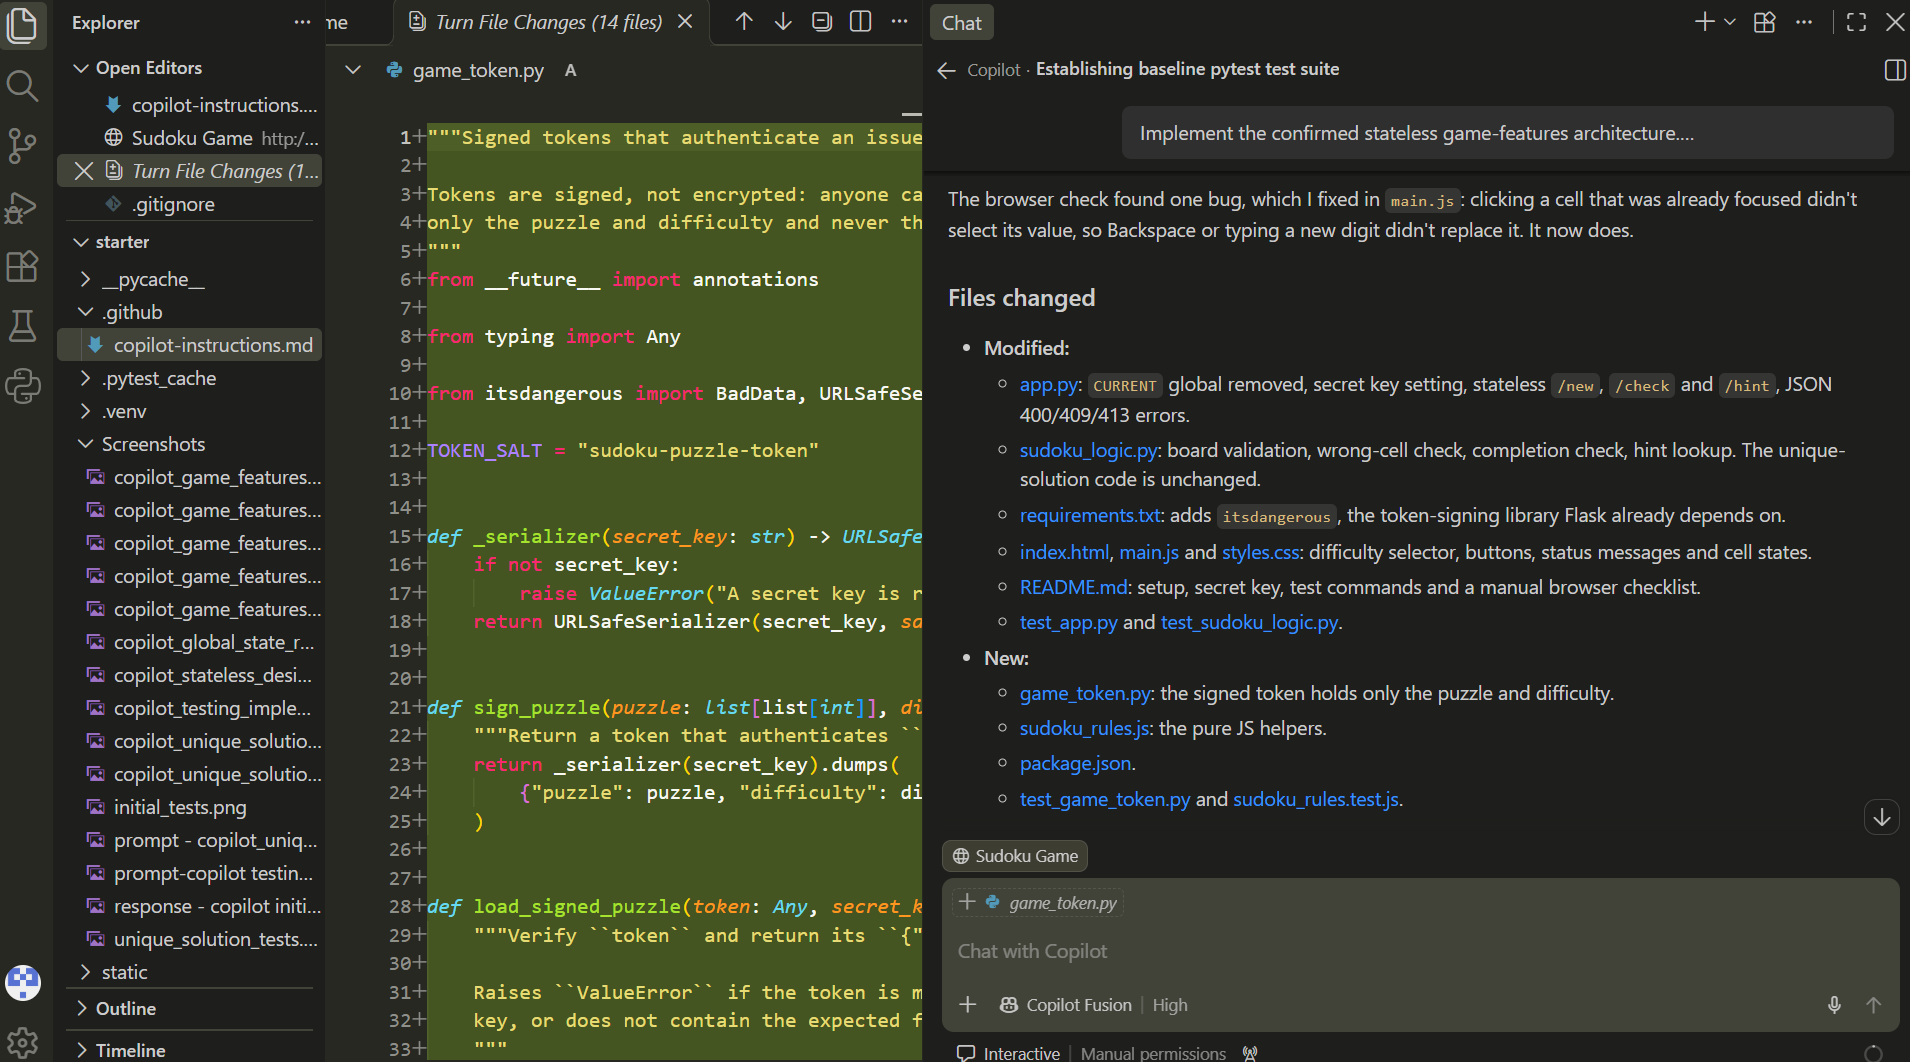 Explorer
Open Editors
copilot-instructions....
Sudoku Game http:/...
Turn File Changes (1...
.gitignore
starter
__pycache__
.github
copilot-instructions.md
.pytest_cache
.venv
Screenshots
copilot_game_features...
copilot_game_features...
copilot_game_features...
copilot_game_features...
copilot_game_features...
copilot_global_state_r...
copilot_stateless_desi...
copilot_testing_imple...
copilot_unique_solutio...
copilot_unique_solutio...
initial_tests.png
prompt - copilot_uniq...
prompt-copilot testin...
response - copilot initi...
unique_solution_tests....
static
Outline
Timeline
me
Turn File Changes (14 files)
game_token.py A
1+"""Signed tokens that authenticate an issue
2+
3+Tokens are signed, not encrypted: anyone ca
4+only the puzzle and difficulty and never th
5+"""
6+from __future__ import annotations
7+
8+from typing import Any
9+
10+from itsdangerous import BadData, URLSafeSe
11+
12+TOKEN_SALT = "sudoku-puzzle-token"
13+
14+
15+def _serializer(secret_key: str) -> URLSafe
16+    if not secret_key:
17+        raise ValueError("A secret key is r
18+    return URLSafeSerializer(secret_key, sa
19+
20+
21+def sign_puzzle(puzzle: list[list[int]], di
22+    """Return a token that authenticates ``
23+    return _serializer(secret_key).dumps(
24+        {"puzzle": puzzle, "difficulty": di
25+    )
26+
27+
28+def load_signed_puzzle(token: Any, secret_k
29+    """Verify ``token`` and return its ``{"
30+
31+    Raises ``ValueError`` if the token is m
32+    key, or does not contain the expected f
33+    """
Chat
Copilot · Establishing baseline pytest test suite
Implement the confirmed stateless game-features architecture....
The browser check found one bug, which I fixed in main.js: clicking a cell that was already focused didn't
select its value, so Backspace or typing a new digit didn't replace it. It now does.
Files changed
• Modified:
app.py: CURRENT global removed, secret key setting, stateless /new, /check and /hint, JSON
400/409/413 errors.
sudoku_logic.py: board validation, wrong-cell check, completion check, hint lookup. The unique-
solution code is unchanged.
requirements.txt: adds itsdangerous, the token-signing library Flask already depends on.
index.html, main.js and styles.css: difficulty selector, buttons, status messages and cell states.
README.md: setup, secret key, test commands and a manual browser checklist.
test_app.py and test_sudoku_logic.py.
• New:
game_token.py: the signed token holds only the puzzle and difficulty.
sudoku_rules.js: the pure JS helpers.
package.json.
test_game_token.py and sudoku_rules.test.js.
Sudoku Game
game_token.py
Chat with Copilot
Copilot Fusion | High
Interactive | Manual permissions